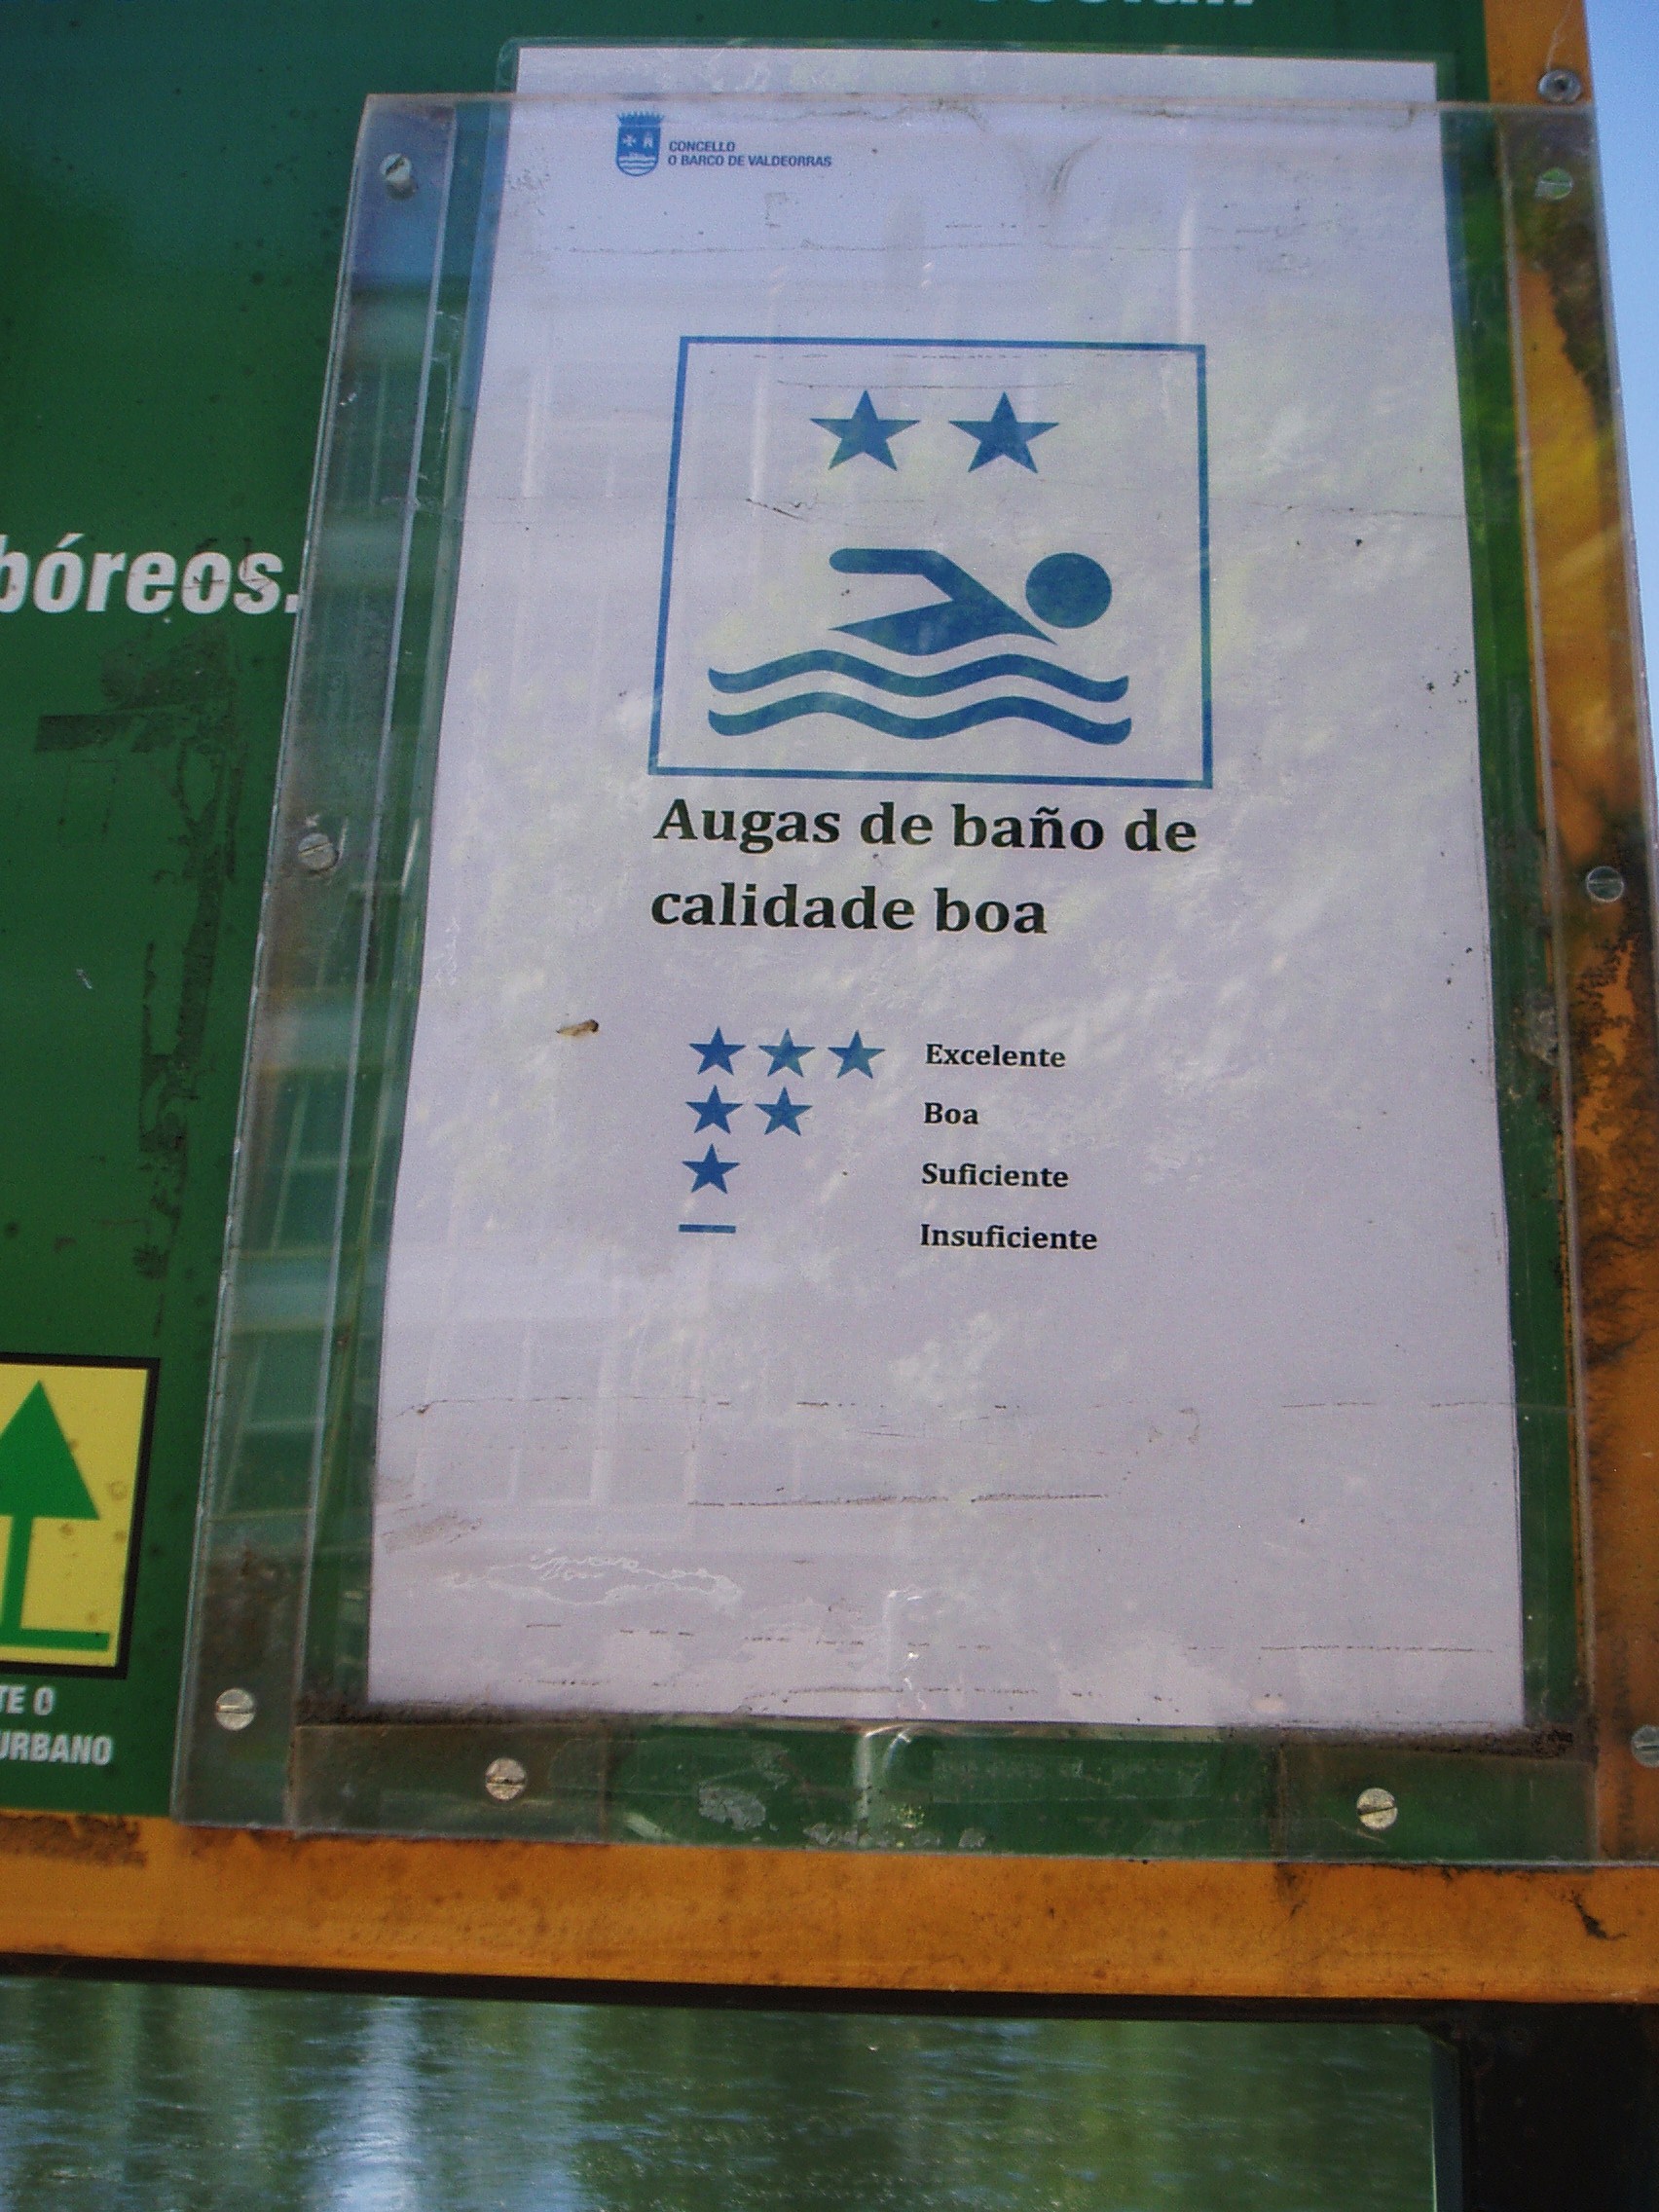 CONCELLO
O BARCO DE VALDEORRAS
bóreos.
Augas de baño de
calidade boa
Excelente
Boa
Suficiente
Insuficiente
TE O
URBANO